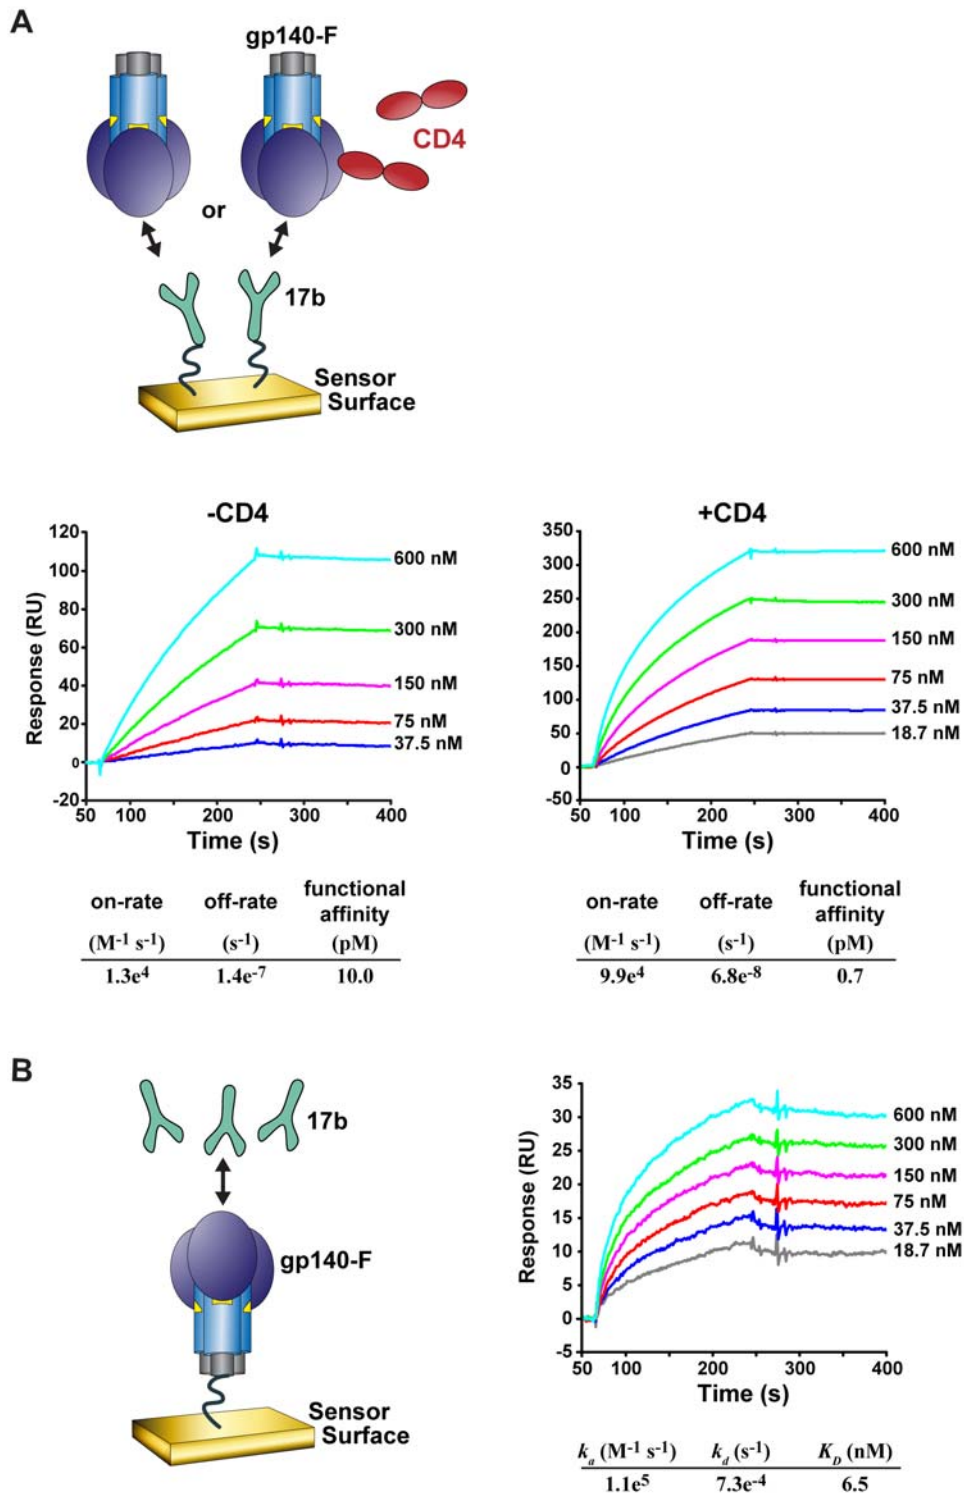 A
gp140-F
CD4
or
17b
Sensor
Surface
-CD4
Response (RU)
120
100
80
60
40
20
0
-20
50 100 200 300 400
Time (s)
600 nM
300 nM
150 nM
75 nM
37.5 nM
on-rate off-rate functional affinity
(M⁻¹ s⁻¹) (s⁻¹) (pM)
1.3e⁴ 1.4e⁻⁷ 10.0
+CD4
Response (RU)
350
300
250
200
150
100
50
0
-50
50 100 200 300 400
Time (s)
600 nM
300 nM
150 nM
75 nM
37.5 nM
18.7 nM
on-rate off-rate functional affinity
(M⁻¹ s⁻¹) (s⁻¹) (pM)
9.9e⁴ 6.8e⁻⁸ 0.7
B
17b
gp140-F
Sensor
Surface
Response (RU)
35
30
25
20
15
10
5
0
-5
50 100 200 300 400
Time (s)
600 nM
300 nM
150 nM
75 nM
37.5 nM
18.7 nM
kₐ (M⁻¹ s⁻¹) k_d (s⁻¹) K_D (nM)
1.1e⁵ 7.3e⁻⁴ 6.5